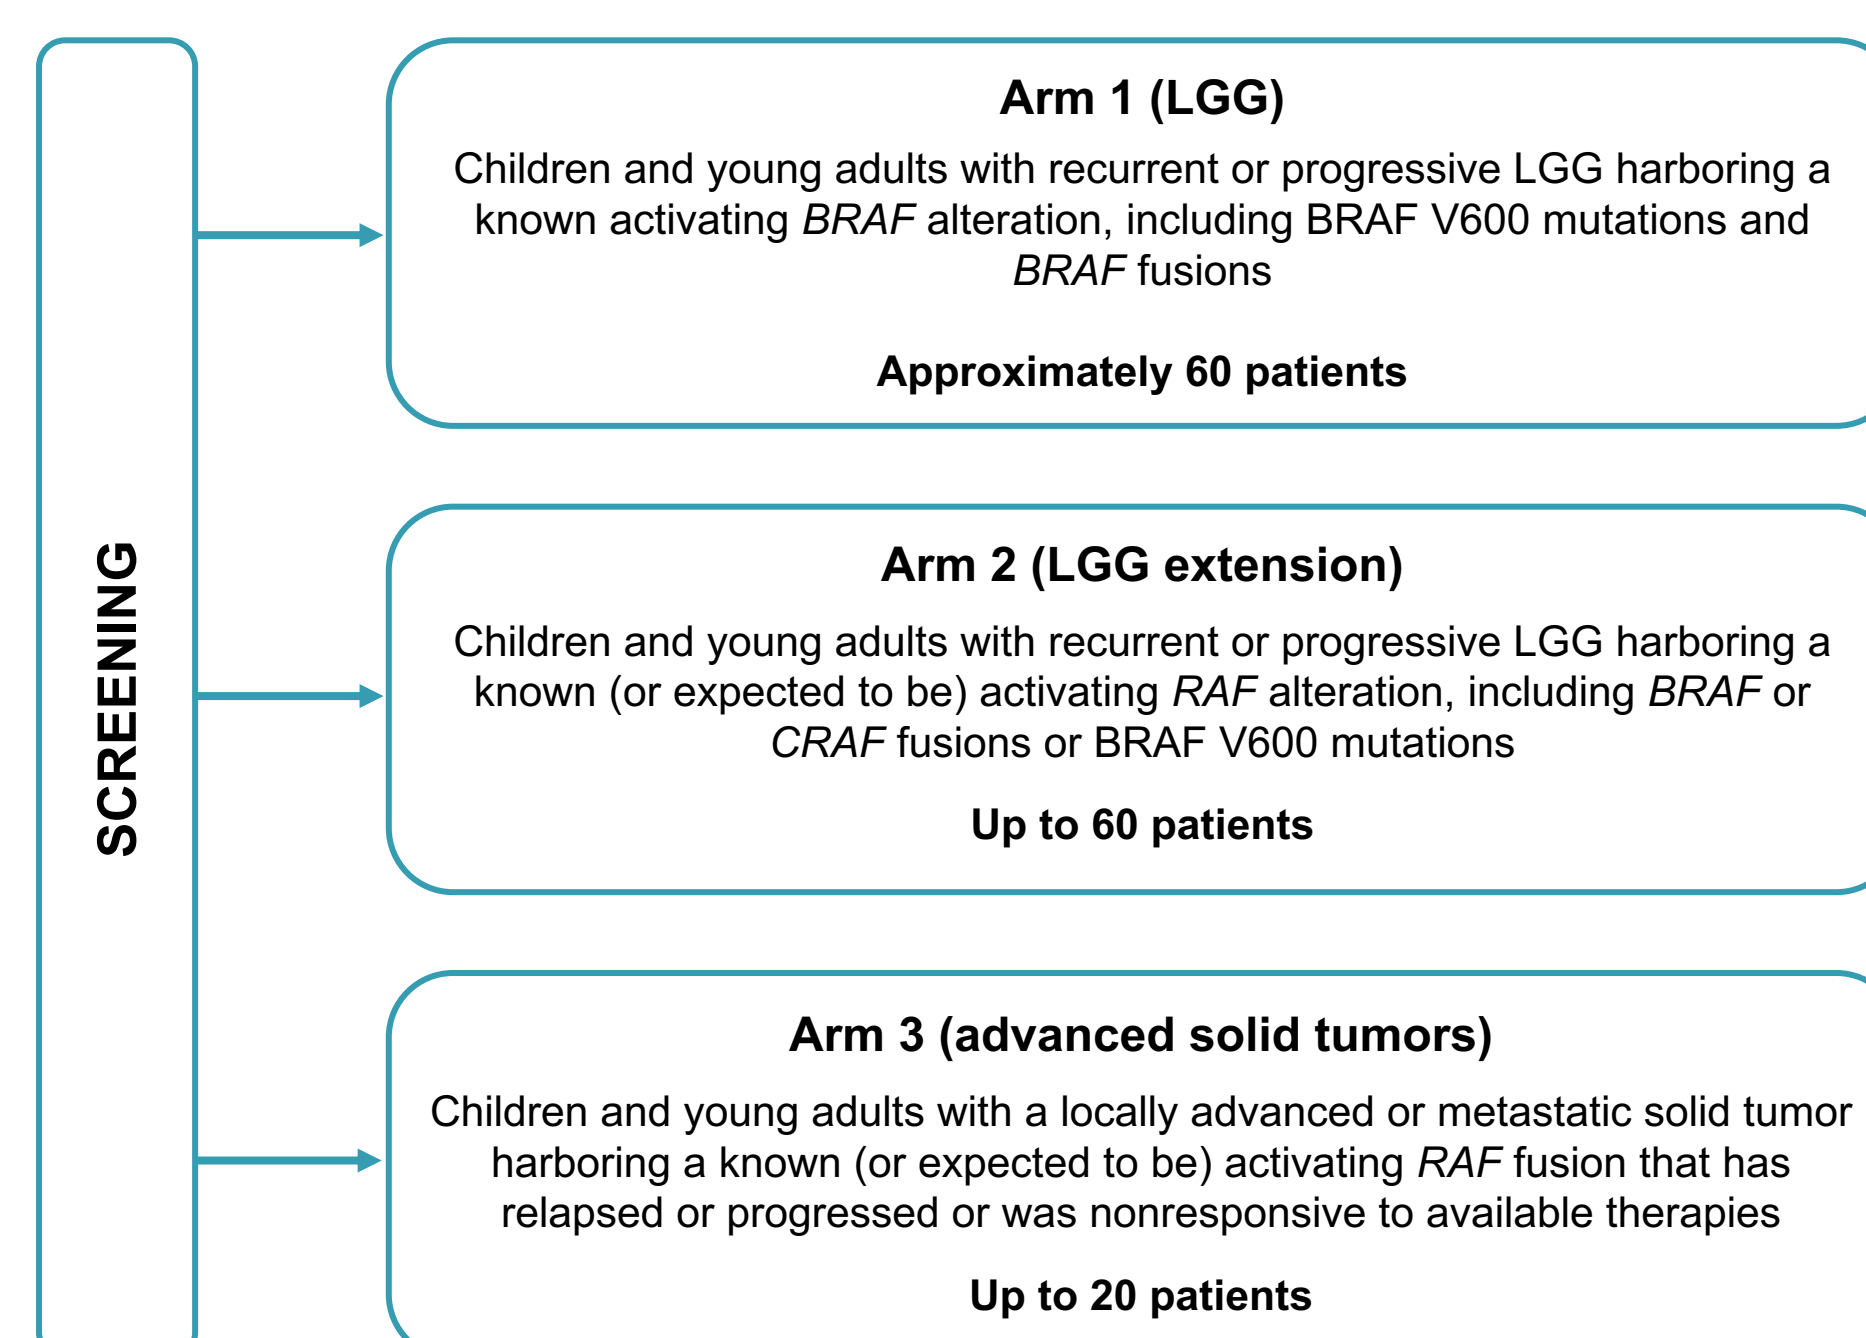 SCREENING
Arm 1 (LGG)
Children and young adults with recurrent or progressive LGG harboring a
known activating BRAF alteration, including BRAF V600 mutations and
BRAF fusions
Approximately 60 patients
Arm 2 (LGG extension)
Children and young adults with recurrent or progressive LGG harboring a
known (or expected to be) activating RAF alteration, including BRAF or
CRAF fusions or BRAF V600 mutations
Up to 60 patients
Arm 3 (advanced solid tumors)
Children and young adults with a locally advanced or metastatic solid tumor
harboring a known (or expected to be) activating RAF fusion that has
relapsed or progressed or was nonresponsive to available therapies
Up to 20 patients